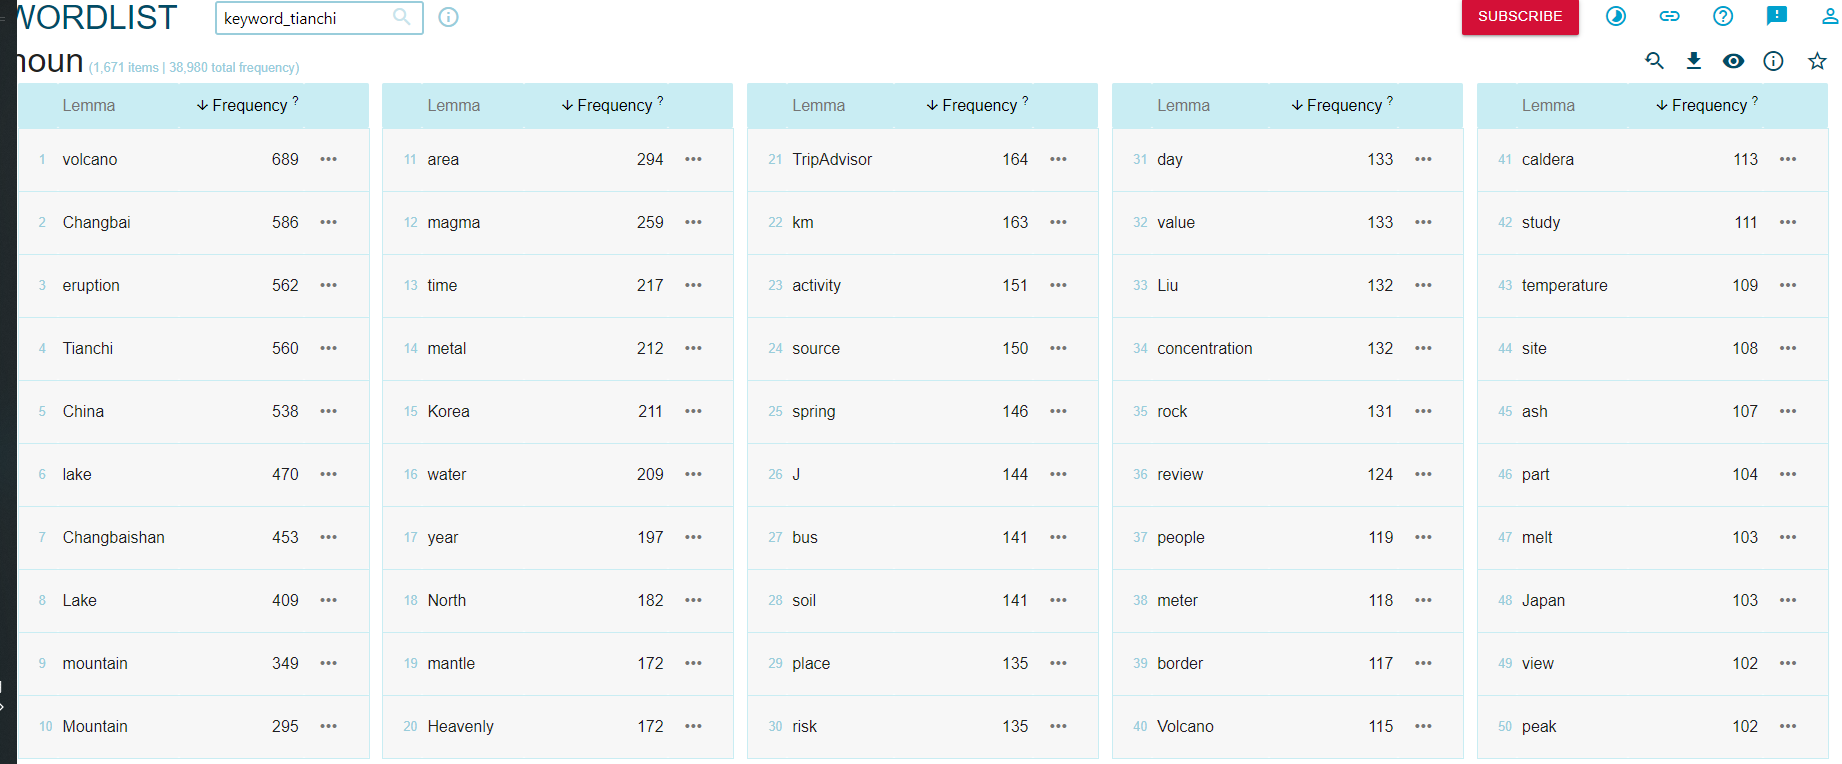 WORDLIST
keyword_tianchi
SUBSCRIBE
noun (1,671 items | 38,980 total frequency)
Lemma Frequency ?
1 volcano 689
2 Changbai 586
3 eruption 562
4 Tianchi 560
5 China 538
6 lake 470
7 Changbaishan 453
8 Lake 409
9 mountain 349
10 Mountain 295
Lemma Frequency ?
11 area 294
12 magma 259
13 time 217
14 metal 212
15 Korea 211
16 water 209
17 year 197
18 North 182
19 mantle 172
20 Heavenly 172
Lemma Frequency ?
21 TripAdvisor 164
22 km 163
23 activity 151
24 source 150
25 spring 146
26 J 144
27 bus 141
28 soil 141
29 place 135
30 risk 135
Lemma Frequency ?
31 day 133
32 value 133
33 Liu 132
34 concentration 132
35 rock 131
36 review 124
37 people 119
38 meter 118
39 border 117
40 Volcano 115
Lemma Frequency ?
41 caldera 113
42 study 111
43 temperature 109
44 site 108
45 ash 107
46 part 104
47 melt 103
48 Japan 103
49 view 102
50 peak 102